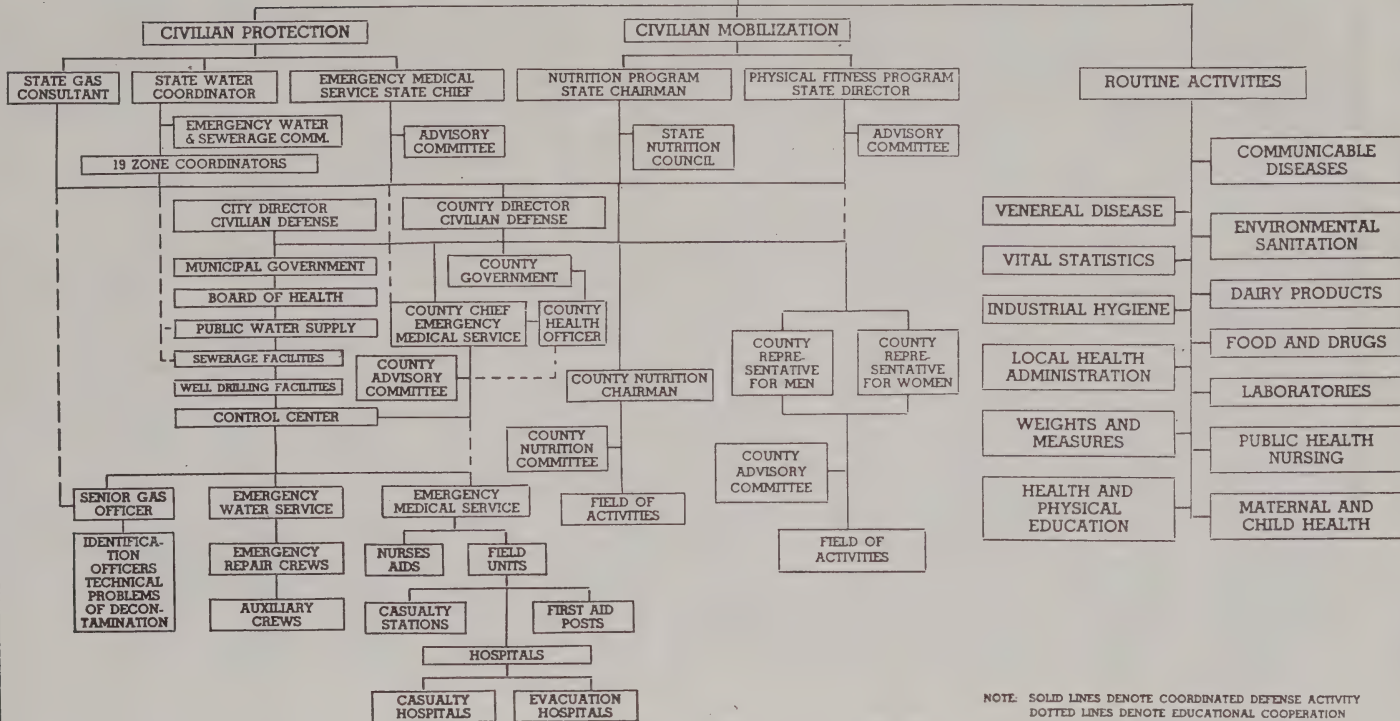 CIVILIAN PROTECTION
CIVILIAN MOBILIZATION
STATE GAS
CONSULTANT
STATE WATER
COORDINATOR
EMERGENCY MEDICAL
SERVICE STATE CHIEF
NUTRITION PROGRAM
STATE CHAIRMAN
PHYSICAL FITNESS PROGRAM
STATE DIRECTOR
ROUTINE ACTIVITIES
EMERGENCY WATER
& SEWERAGE COMM.
ADVISORY
COMMITTEE
STATE
NUTRITION
COUNCIL
ADVISORY
COMMITTEE
19 ZONE COORDINATORS
CITY DIRECTOR
CIVILIAN DEFENSE
COUNTY DIRECTOR
CIVILIAN DEFENSE
MUNICIPAL GOVERNMENT
BOARD OF HEALTH
PUBLIC WATER SUPPLY
SEWERAGE FACILITIES
WELL DRILLING FACILITIES
CONTROL CENTER
COUNTY
GOVERNMENT
COUNTY CHIEF
EMERGENCY
MEDICAL SERVICE
COUNTY
HEALTH
OFFICER
COUNTY
ADVISORY
COMMITTEE
COUNTY NUTRITION
CHAIRMAN
COUNTY
NUTRITION
COMMITTEE
FIELD OF
ACTIVITIES
COUNTY
REPRE-
SENTATIVE
FOR MEN
COUNTY
REPRE-
SENTATIVE
FOR WOMEN
COUNTY
ADVISORY
COMMITTEE
FIELD OF
ACTIVITIES
SENIOR GAS
OFFICER
EMERGENCY
WATER SERVICE
EMERGENCY
MEDICAL SERVICE
IDENTIFICA-
TION
OFFICERS
TECHNICAL
PROBLEMS
OF DECON-
TAMINATION
EMERGENCY
REPAIR CREWS
AUXILIARY
CREWS
NURSES
AIDS
FIELD
UNITS
CASUALTY
STATIONS
FIRST AID
POSTS
HOSPITALS
CASUALTY
HOSPITALS
EVACUATION
HOSPITALS
VENEREAL DISEASE
VITAL STATISTICS
INDUSTRIAL HYGIENE
LOCAL HEALTH
ADMINISTRATION
WEIGHTS AND
MEASURES
HEALTH AND
PHYSICAL
EDUCATION
COMMUNICABLE
DISEASES
ENVIRONMENTAL
SANITATION
DAIRY PRODUCTS
FOOD AND DRUGS
LABORATORIES
PUBLIC HEALTH
NURSING
MATERNAL AND
CHILD HEALTH
NOTE: SOLID LINES DENOTE COORDINATED DEFENSE ACTIVITY
DOTTED LINES DENOTE EDUCATIONAL COOPERATION